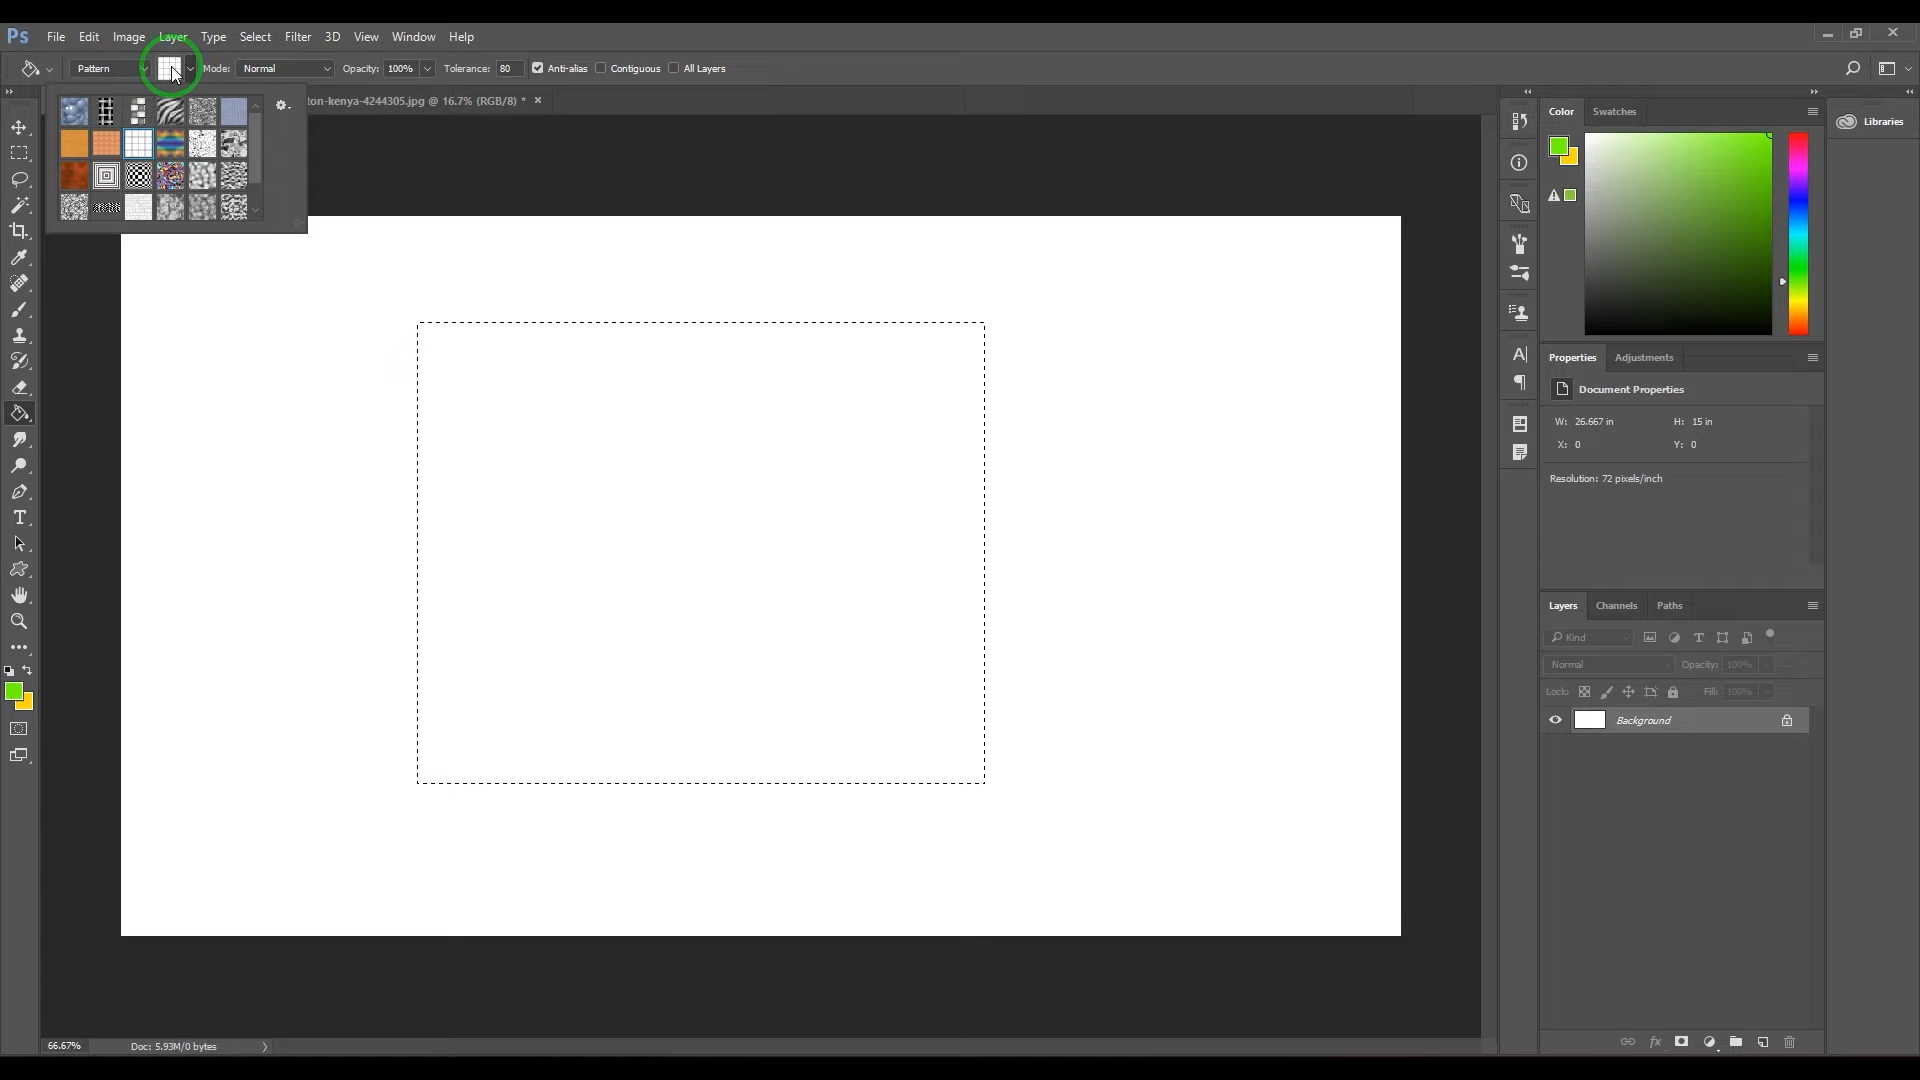 Ps File Edit Image Layer Type Select Filter 3D View Window Help
Pattern Mode: Normal Opacity: 100% Tolerance: 80 Anti-alias Contiguous All Layers
ton-kenya-4244305.jpg @ 16.7% (RGB/8) *
Color Swatches
Libraries
Properties Adjustments
Document Properties
W: 26.667 in H: 15 in
X: 0 Y: 0
Resolution: 72 pixels/inch
Layers Channels Paths
Kind
Normal Opacity: 100%
Lock: Fill: 100%
Background
fx
66.67% Doc: 5.93M/0 bytes